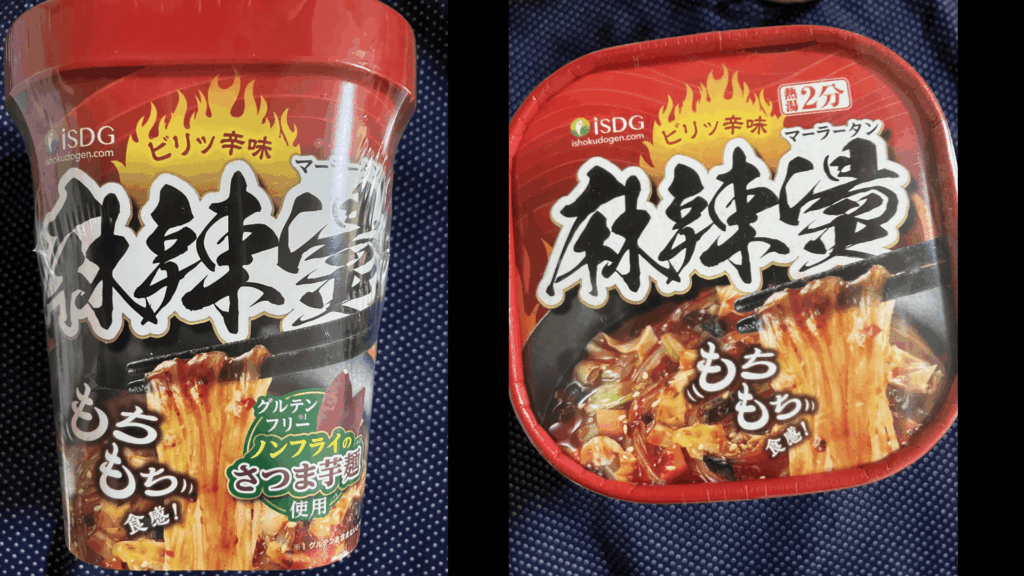 iSDG
ishokudogen.com
ピリッ辛味
マーラー
麻辣湯
もち
もち
食感!
グルテン
フリー※1
ノンフライの
さつま芋麺
使用
iSDG
ishokudogen.com
ピリッ辛味
熱湯2分
マーラータン
麻辣湯
もち
もち
食感!